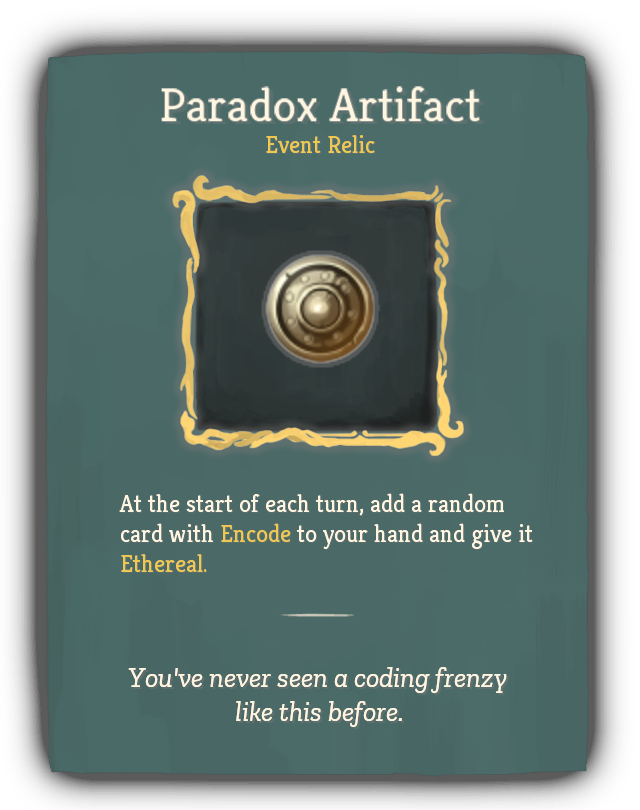 Paradox Artifact
Event Relic
At the start of each turn, add a random
card with Encode to your hand and give it
Ethereal.
You've never seen a coding frenzy
like this before.